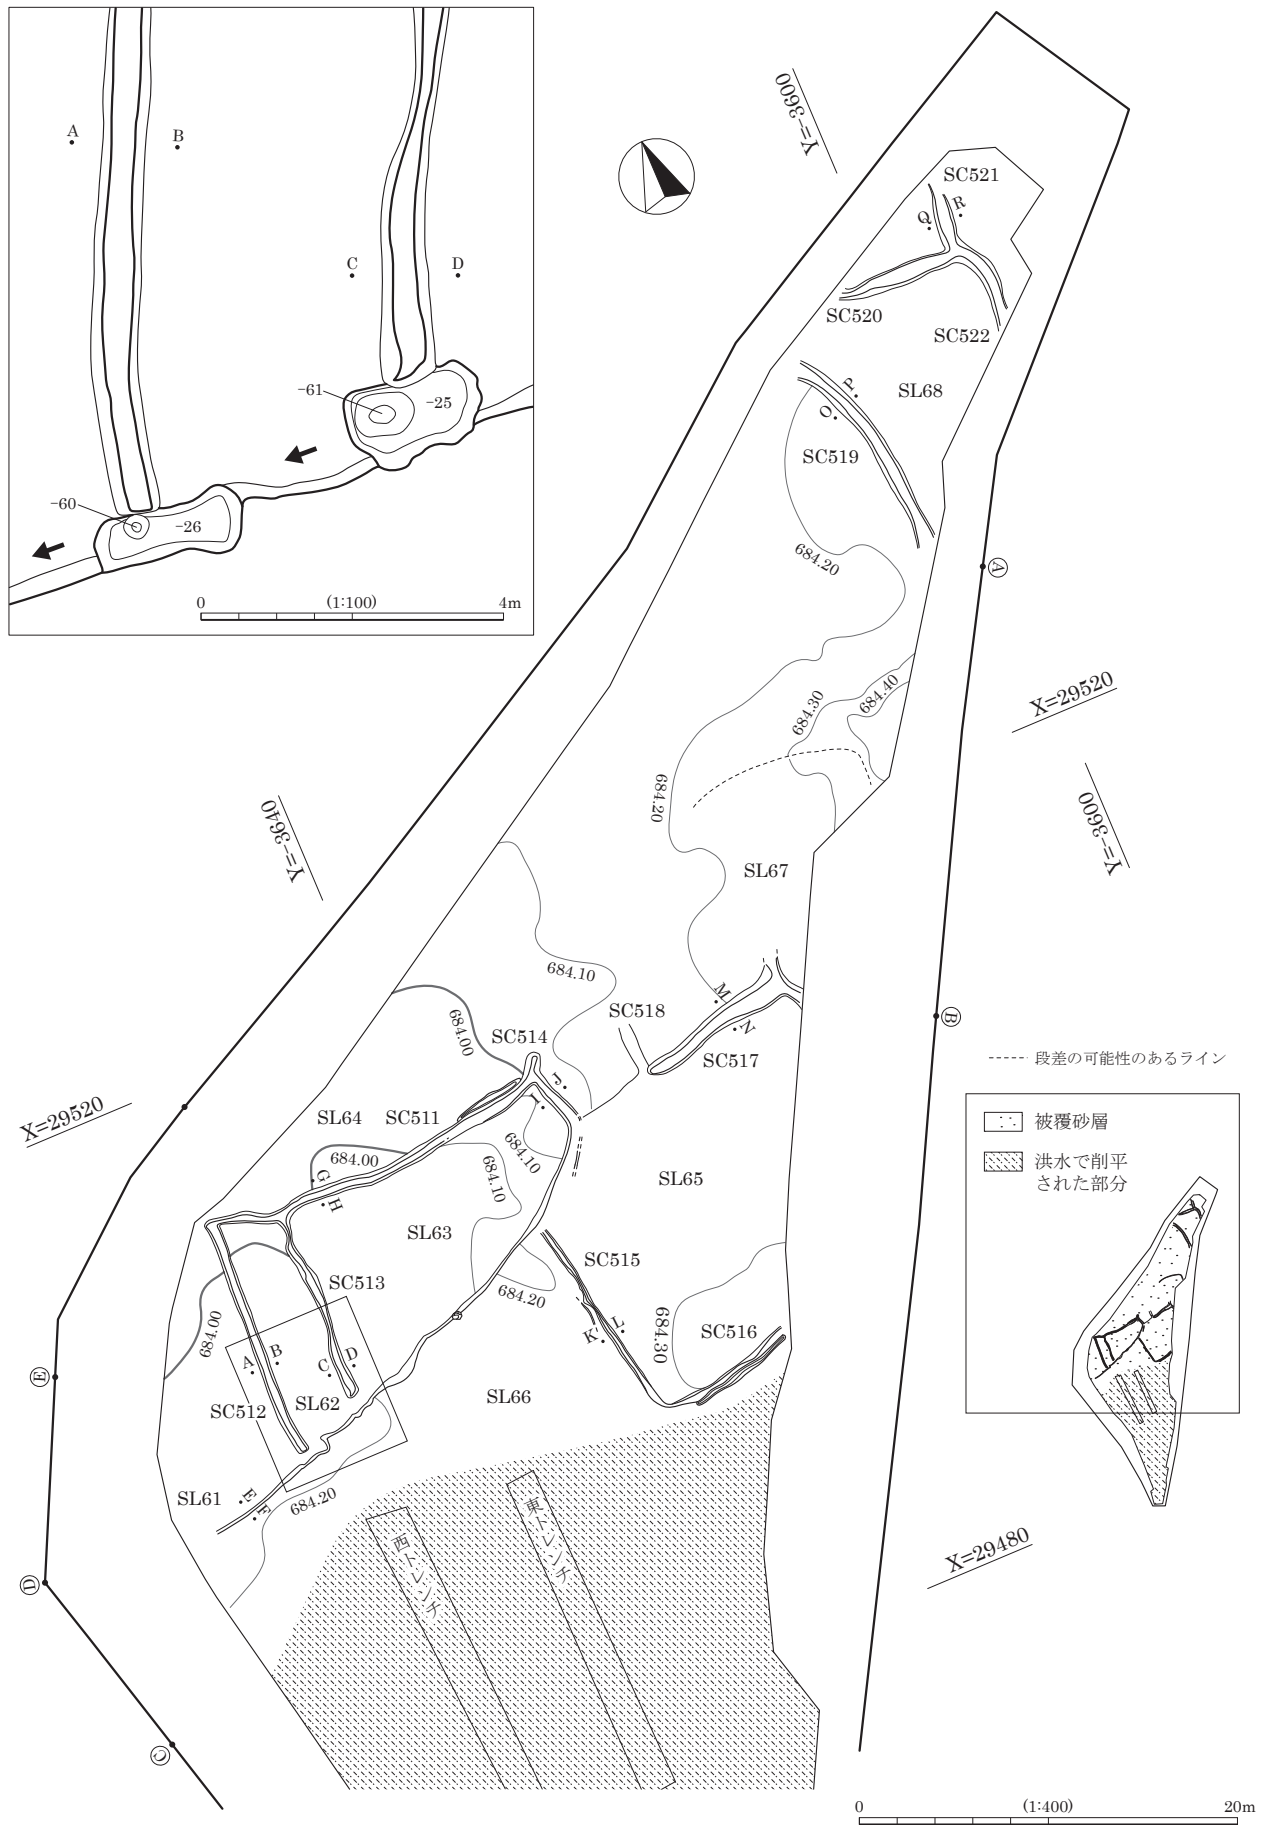 A
B
C
D
-61
-25
-60
-26
0 (1:100) 4m
Y=-3600
SC521
Q
R
SC520
SC522
P
SL68
O
SC519
684.20
Ⓐ
X=29520
684.30
684.40
Y=-3600
684.20
Y=-3640
SL67
684.10
M
SC518
N
684.00
SC514
SC517
Ⓑ
段差の可能性のあるライン
J
I
X=29520
SL64
SC511
684.00
684.10
684.10
G
H
SL65
被覆砂層
洪水で削平
された部分
SL63
SC515
SC513
684.20
684.00
684.30
L
K'
SC516
A
B
C
D
Ⓔ
SL62
SC512
SL66
SL61
E
F
684.20
東トレンチ
西トレンチ
X=29480
Ⓓ
Ⓒ
0 (1:400) 20m